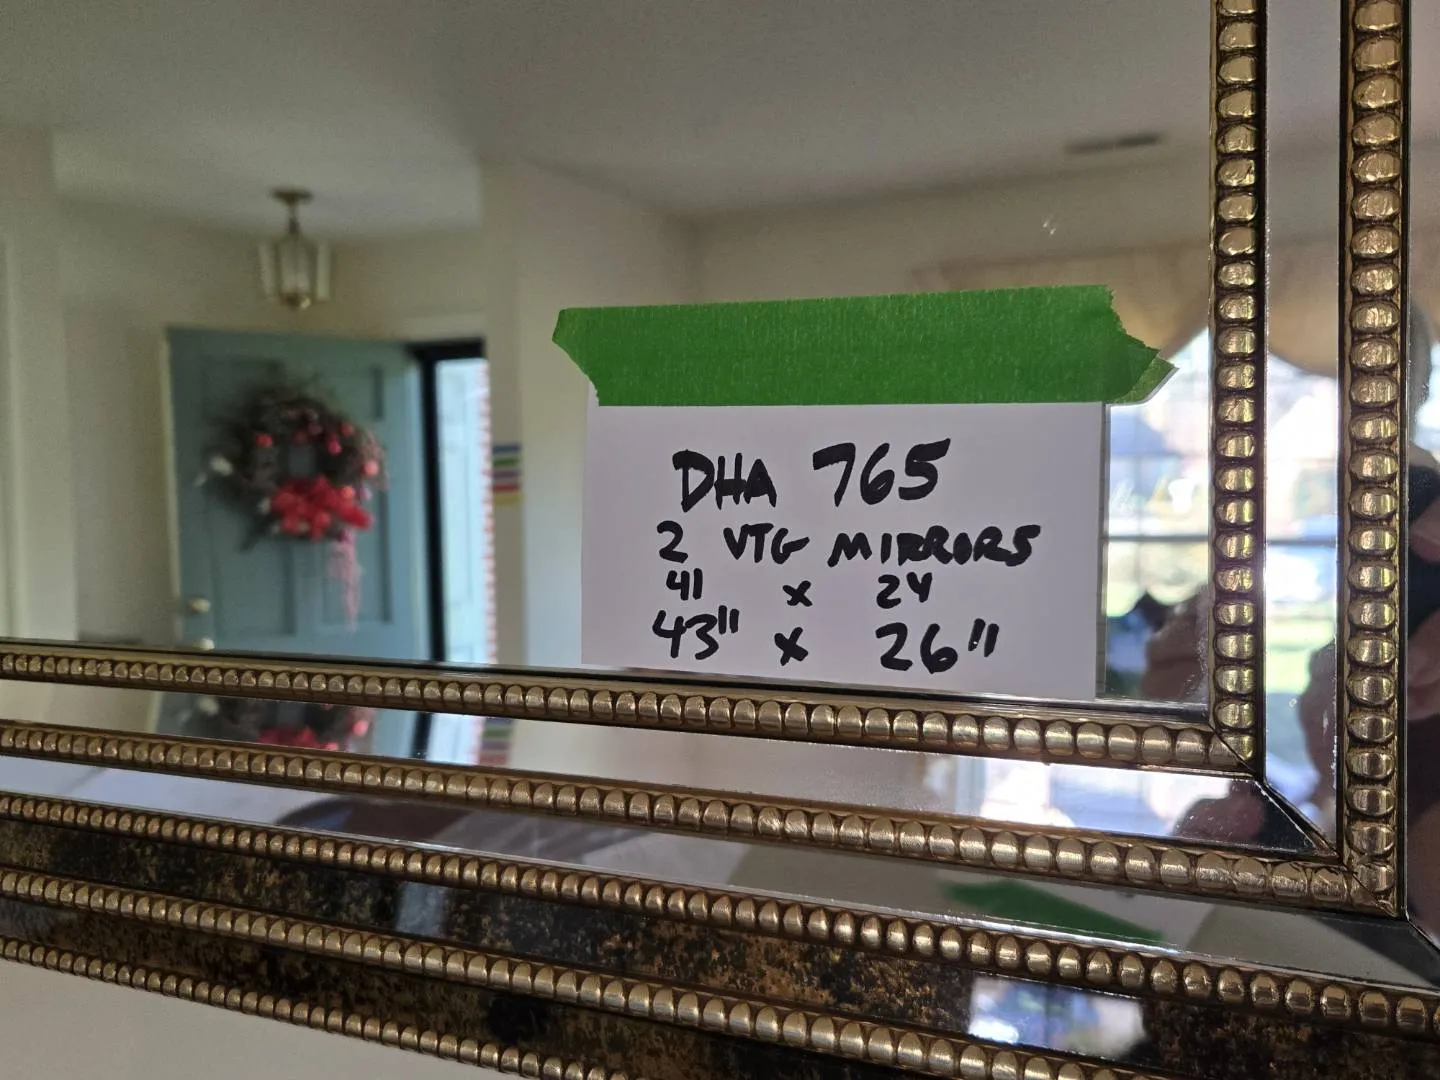 DHA 765
2 VTG MIRRORS
41 x 24
43" x 26"